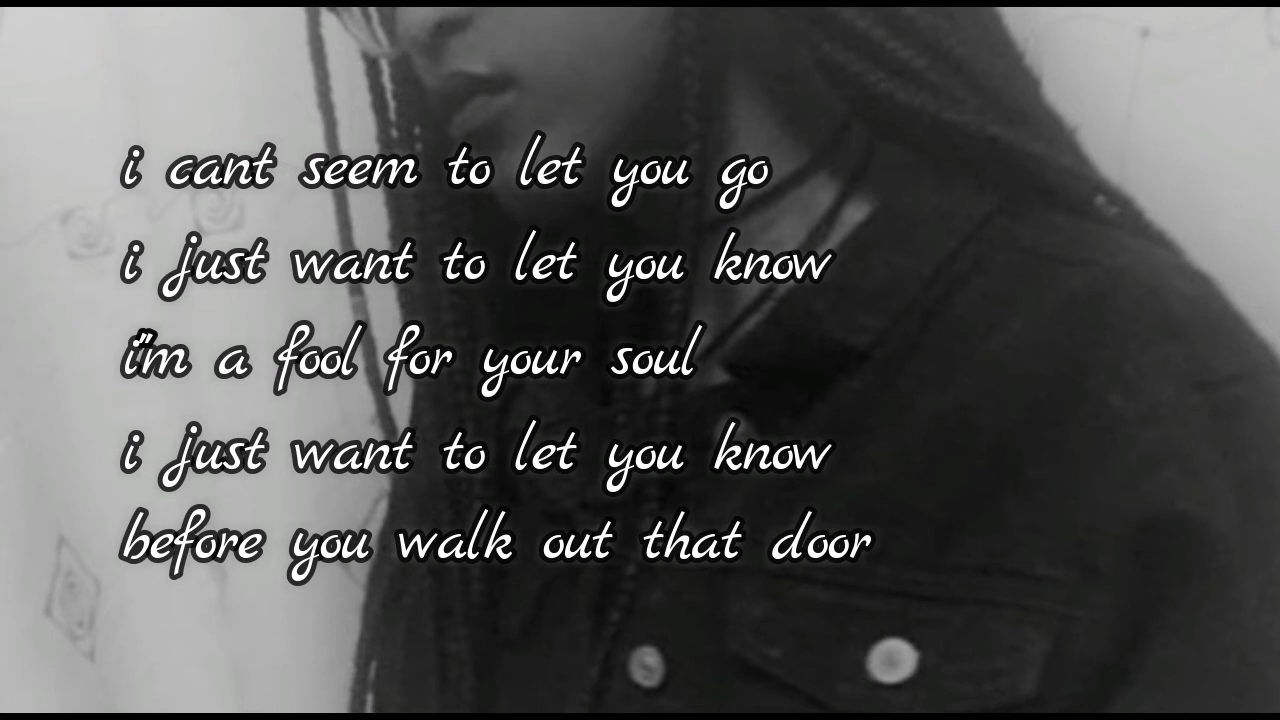 i cant seem to let you go
i just want to let you know
i"m a fool for your soul
i just want to let you know
before you walk out that door